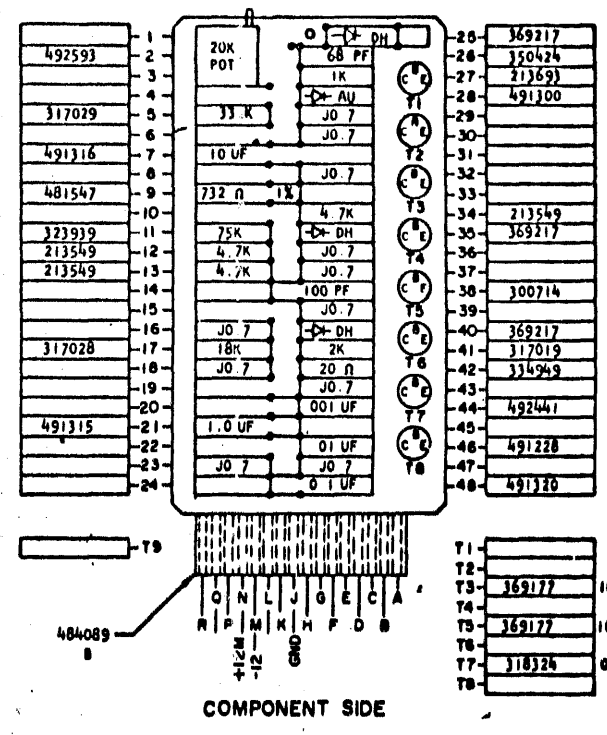 1 20K POT DH 25 369217
492593 2 68 PF 26 350424
3 1K C B E 27 213693
4 AU T1 28 491300
317029 5 33 K J0.7 29
6 J0.7 C B E T2 30
491316 7 10 UF 31
8 J0.7 32
481547 9 732 Ω 1% C B E T3 33
10 4.7K 34 213549
323939 11 75K DH C B E 35 369217
213549 12 4.7K J0.7 T4 36
213549 13 4.7K J0.7 37
14 100 PF C T5 38 300714
15 J0.7 39
16 J0.7 DH C B E 40 369217
317028 17 18K 2K T6 41 317019
18 J0.7 20 Ω 42 334949
19 J0.7 C B E 43
20 001 UF T7 44 492441
491315 21 1.0 UF 45
22 01 UF C B E 46 491228
23 J0.7 J0.7 T8 47
24 0 1 UF 48 491320
T9
T1
T2
T3 369177
T4
T5 369177
T6
T7 318324
T8
R Q P N M L K J H G F E D C B A
+12M -12 GND
484089
B
COMPONENT SIDE